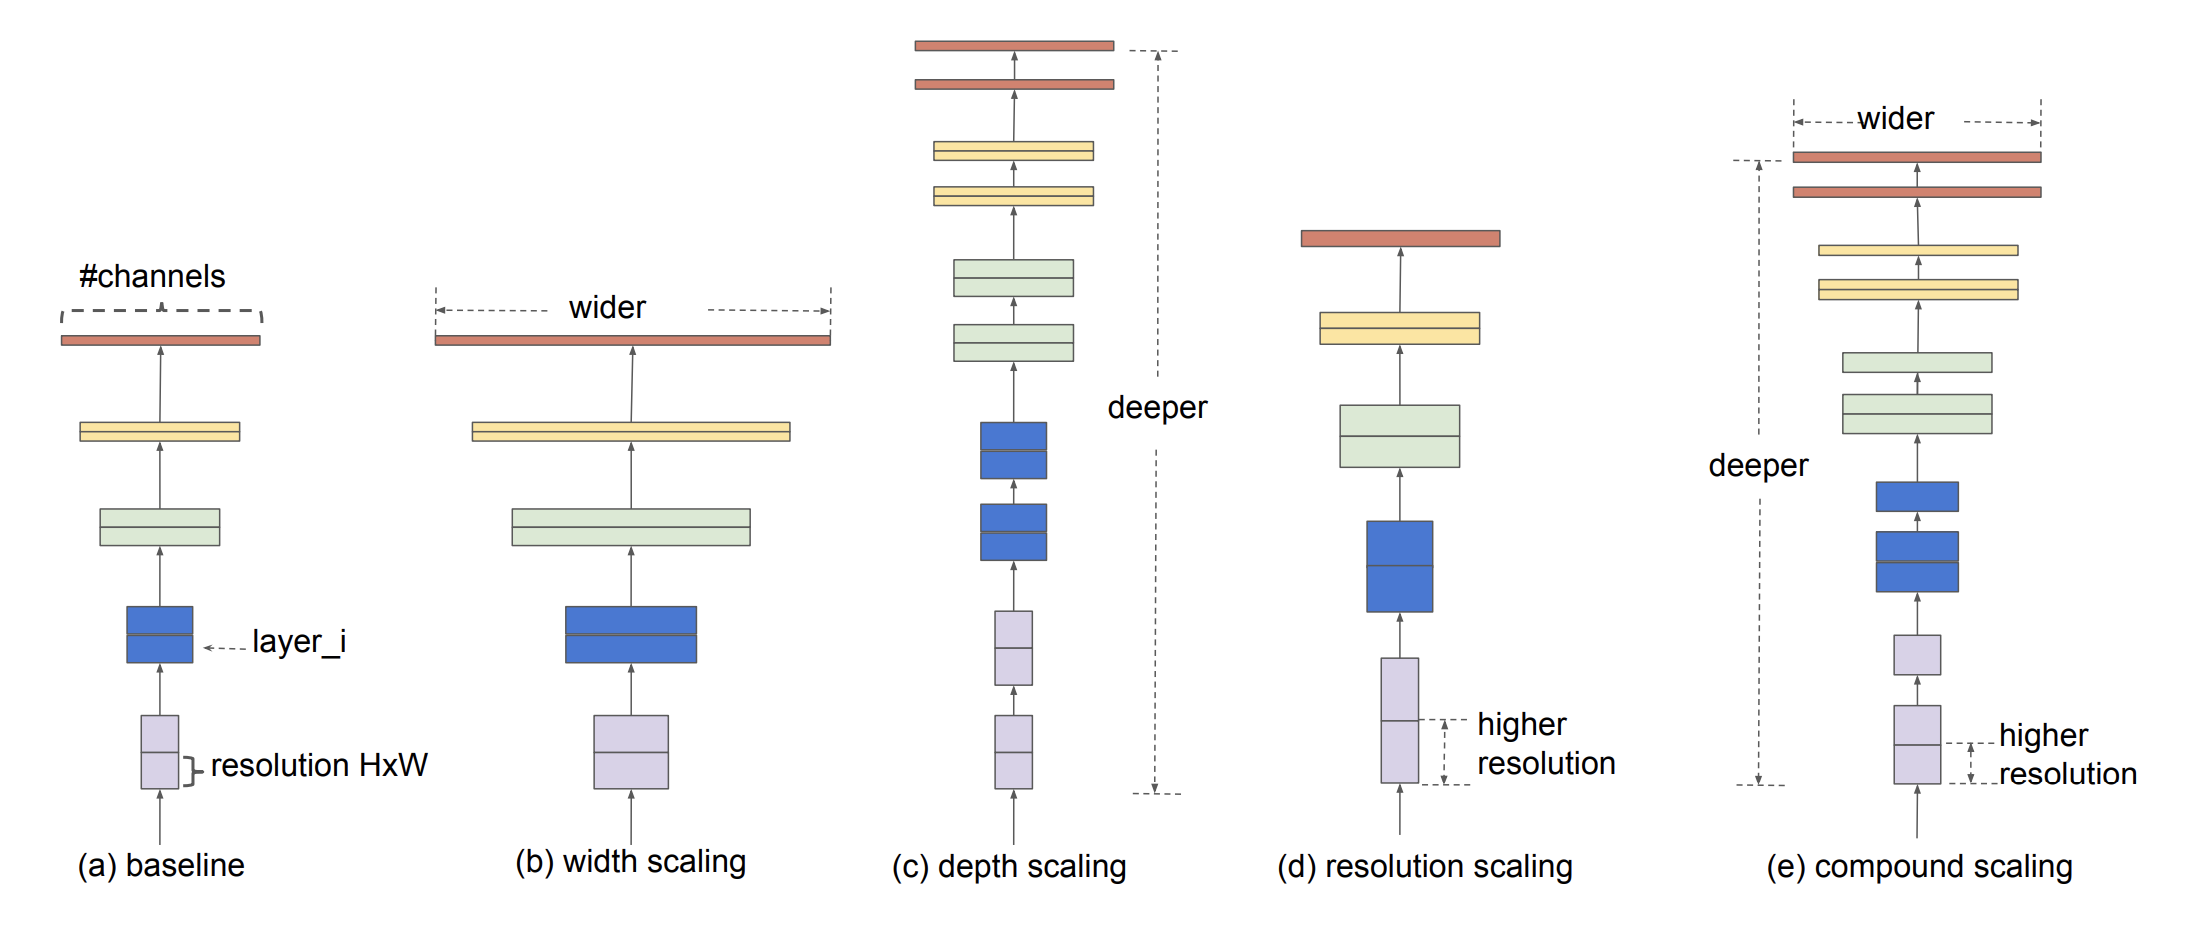 #channels
layer_i
resolution HxW
(a) baseline
wider
(b) width scaling
deeper
(c) depth scaling
higher
resolution
(d) resolution scaling
wider
deeper
higher
resolution
(e) compound scaling